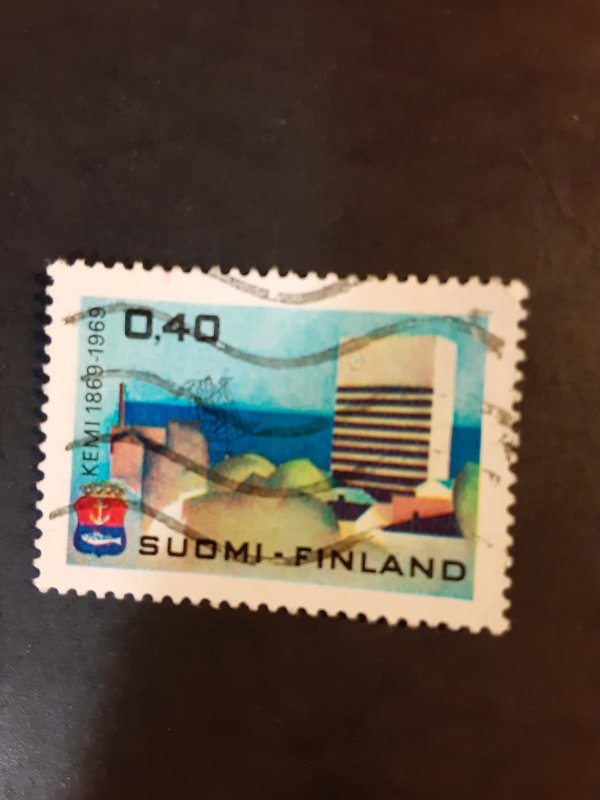 0,40
KEMI 1869-1969
SUOMI - FINLAND